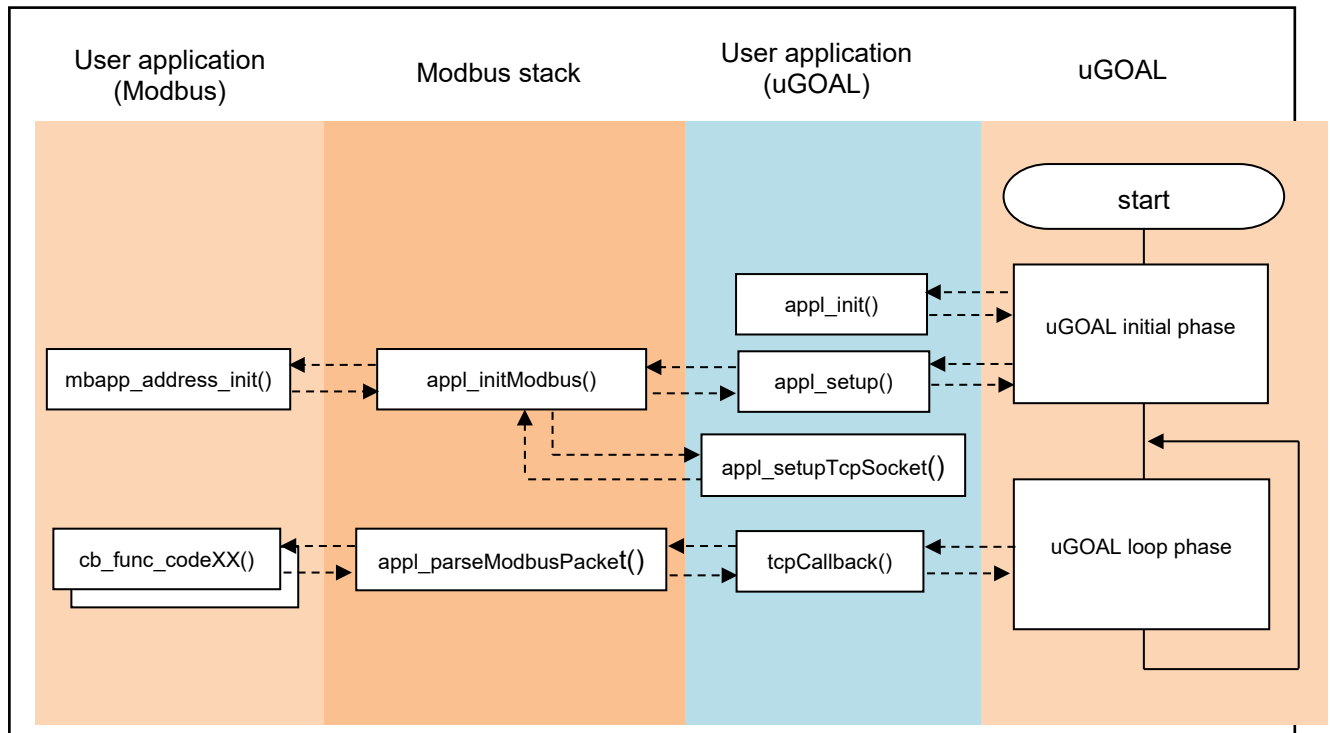 User application
(Modbus)
Modbus stack
User application
(uGOAL)
uGOAL
start
appl_init()
uGOAL initial phase
mbapp_address_init()
appl_initModbus()
appl_setup()
appl_setupTcpSocket()
cb_func_codeXX()
appl_parseModbusPacket()
tcpCallback()
uGOAL loop phase